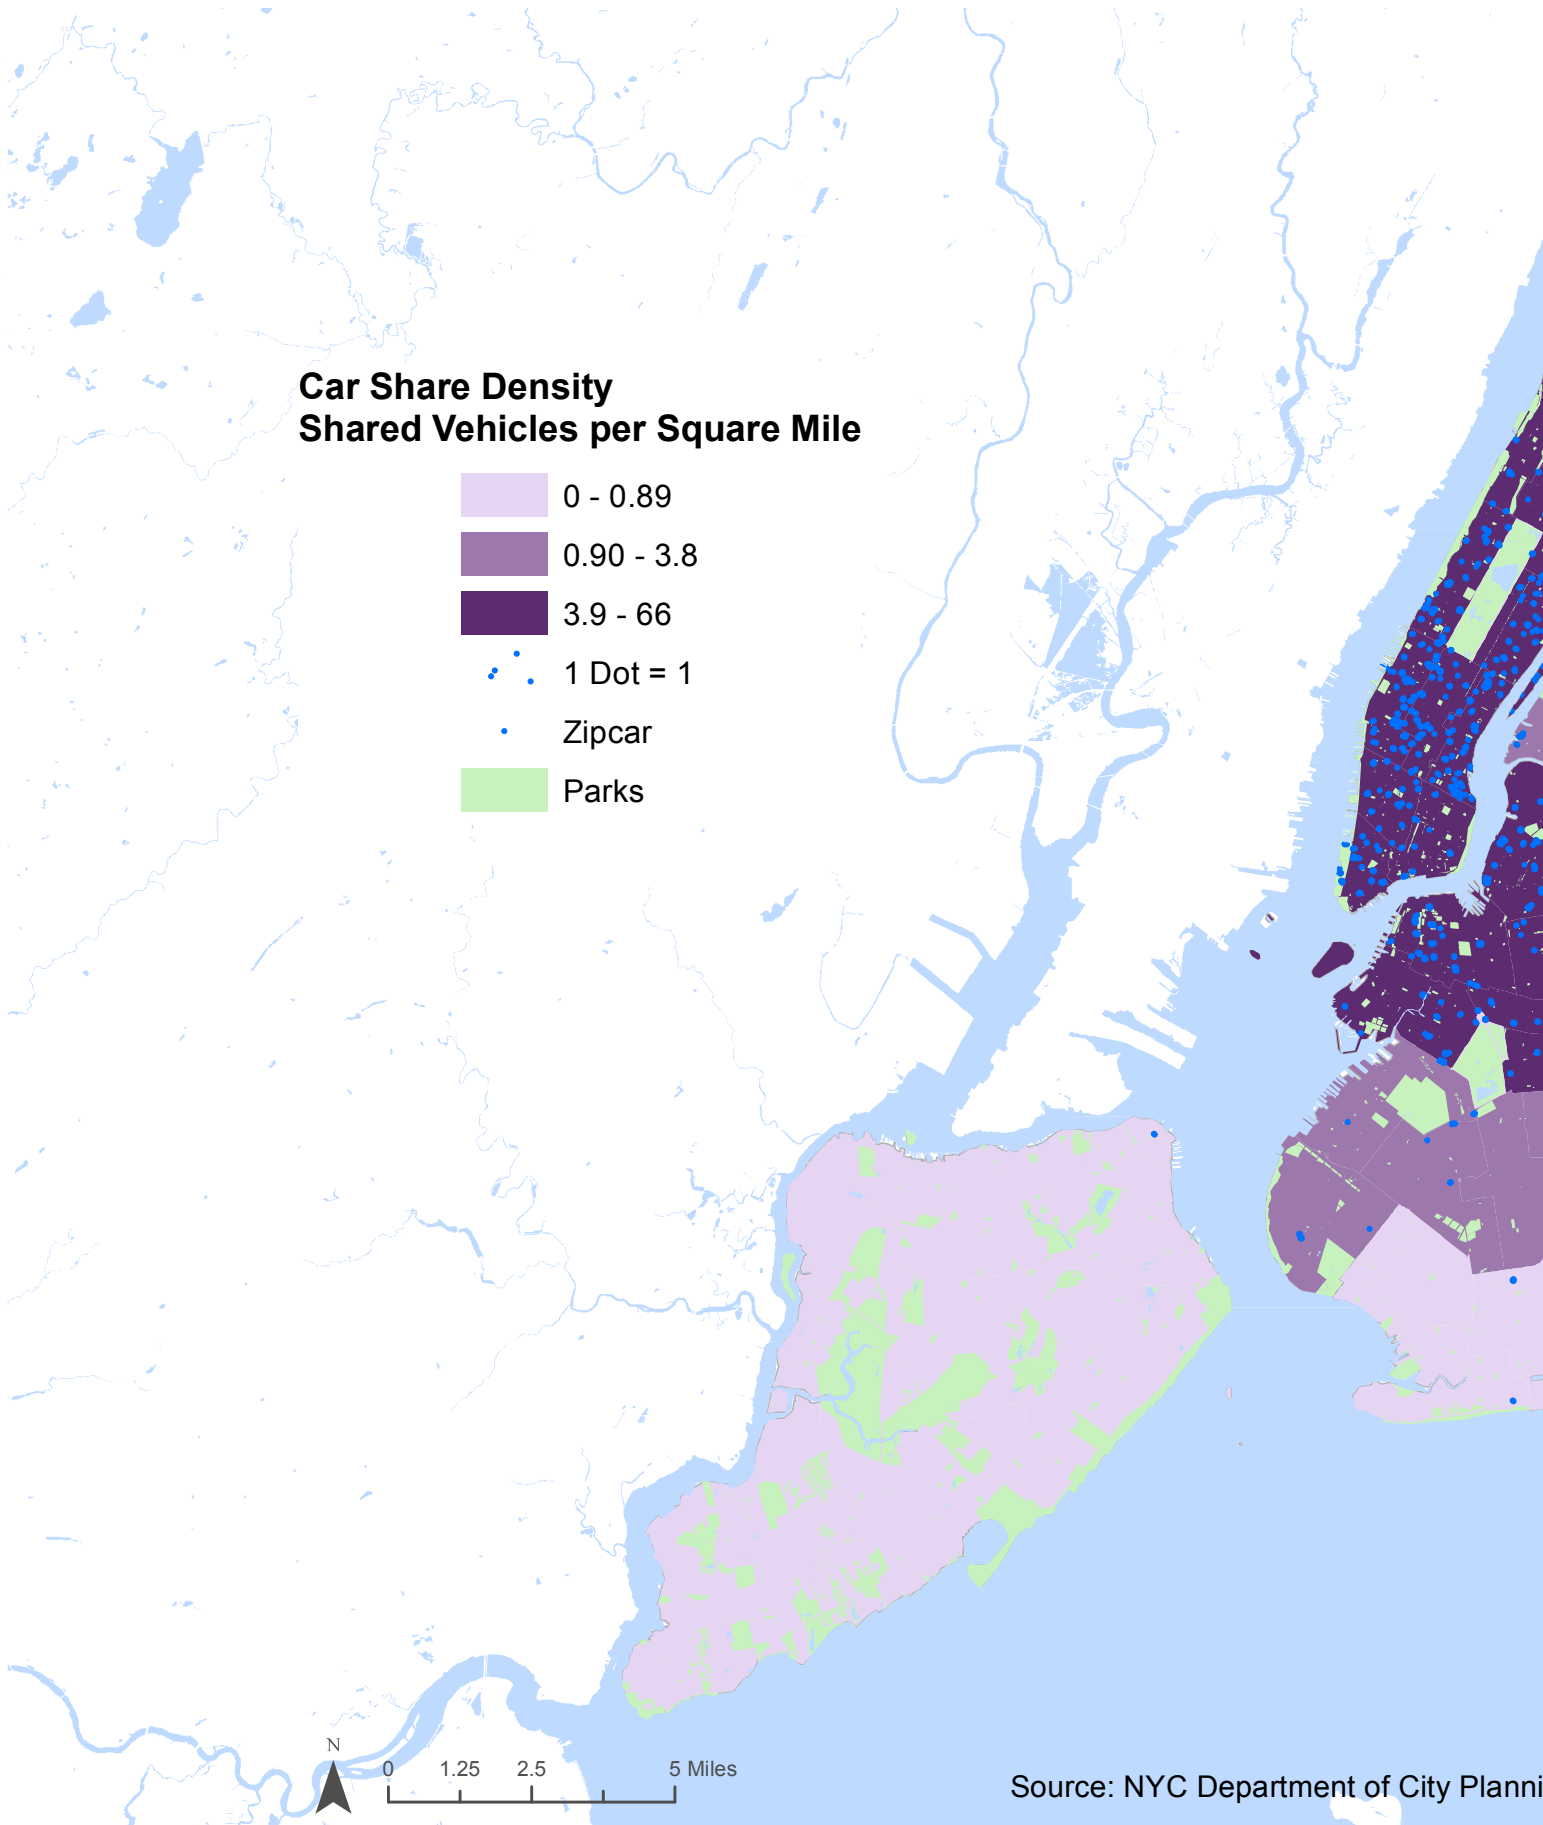 Car Share Density
Shared Vehicles per Square Mile
0 - 0.89
0.90 - 3.8
3.9 - 66
1 Dot = 1
Zipcar
Parks
N
0 1.25 2.5 5 Miles
Source: NYC Department of City Planni